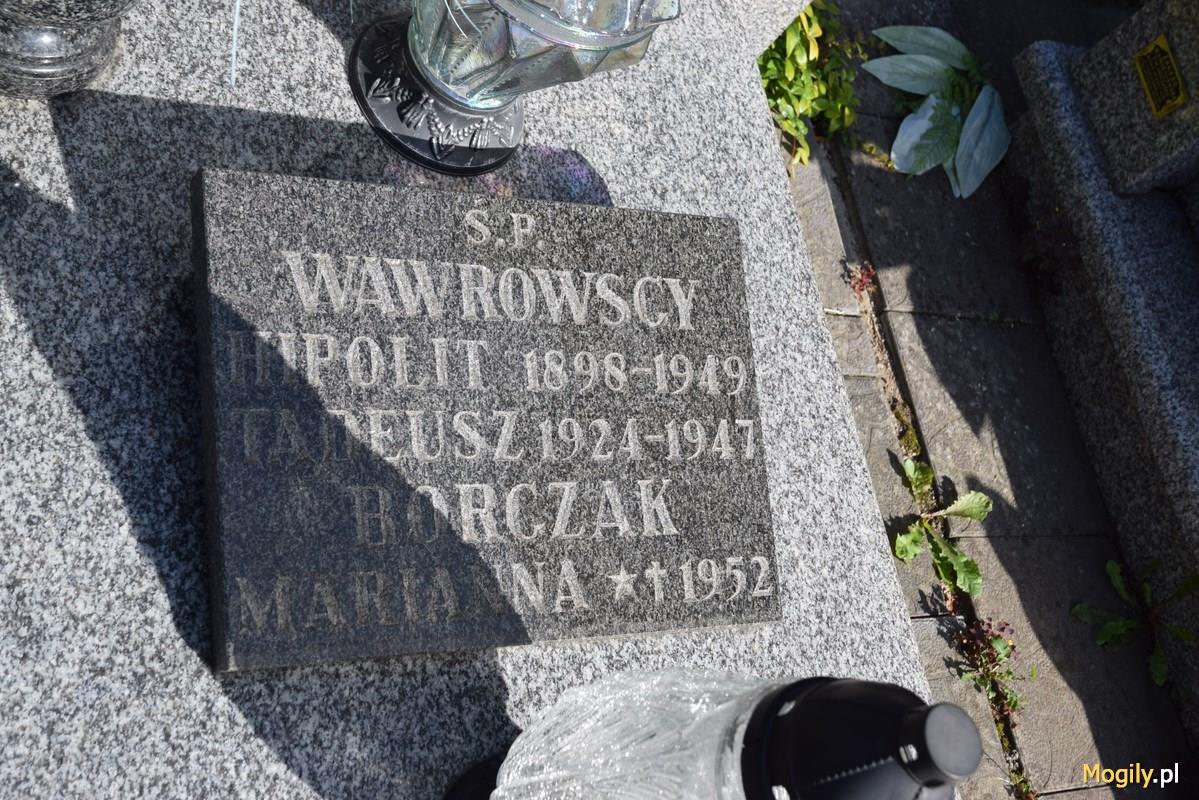 Ś.P.
WAWROWSCY
HIPOLIT 1898-1949
TADEUSZ 1924-1947
BORCZAK
MARIANNA ★ † 1952
Mogily.pl